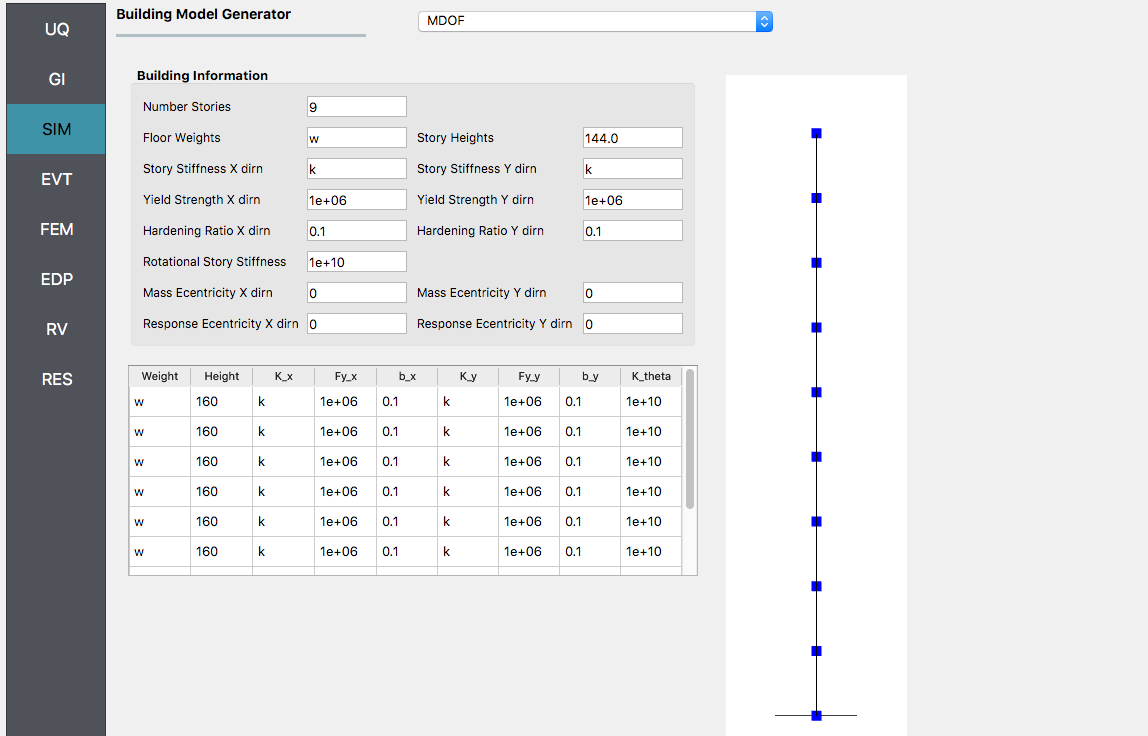 UQ
GI
SIM
EVT
FEM
EDP
RV
RES
Building Model Generator
MDOF
Building Information
Number Stories 9
Floor Weights w Story Heights 144.0
Story Stiffness X dirn k Story Stiffness Y dirn k
Yield Strength X dirn 1e+06 Yield Strength Y dirn 1e+06
Hardening Ratio X dirn 0.1 Hardening Ratio Y dirn 0.1
Rotational Story Stiffness 1e+10
Mass Ecentricity X dirn 0 Mass Ecentricity Y dirn 0
Response Ecentricity X dirn 0 Response Ecentricity Y dirn 0
Weight Height K_x Fy_x b_x K_y Fy_y b_y K_theta
w 160 k 1e+06 0.1 k 1e+06 0.1 1e+10
w 160 k 1e+06 0.1 k 1e+06 0.1 1e+10
w 160 k 1e+06 0.1 k 1e+06 0.1 1e+10
w 160 k 1e+06 0.1 k 1e+06 0.1 1e+10
w 160 k 1e+06 0.1 k 1e+06 0.1 1e+10
w 160 k 1e+06 0.1 k 1e+06 0.1 1e+10